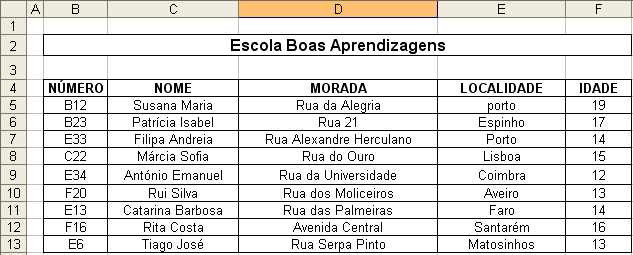 A B C D E F
1
2 Escola Boas Aprendizagens
3
4 NÚMERO NOME MORADA LOCALIDADE IDADE
5 B12 Susana Maria Rua da Alegria porto 19
6 B23 Patrícia Isabel Rua 21 Espinho 17
7 E33 Filipa Andreia Rua Alexandre Herculano Porto 14
8 C22 Márcia Sofia Rua do Ouro Lisboa 15
9 E34 António Emanuel Rua da Universidade Coimbra 12
10 F20 Rui Silva Rua dos Moliceiros Aveiro 13
11 E13 Catarina Barbosa Rua das Palmeiras Faro 14
12 F16 Rita Costa Avenida Central Santarém 16
13 E6 Tiago José Rua Serpa Pinto Matosinhos 13